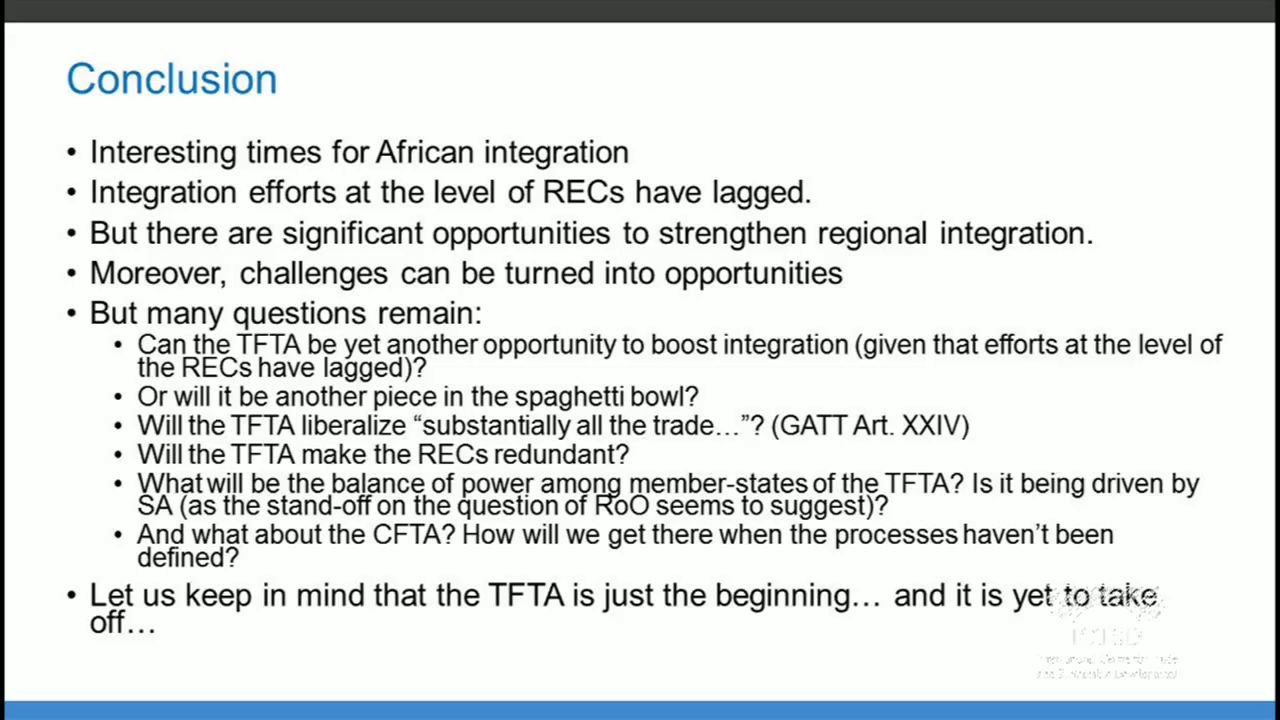 Conclusion
• Interesting times for African integration
• Integration efforts at the level of RECs have lagged.
• But there are significant opportunities to strengthen regional integration.
• Moreover, challenges can be turned into opportunities
• But many questions remain:
• Can the TFTA be yet another opportunity to boost integration (given that efforts at the level of
the RECs have lagged)?
• Or will it be another piece in the spaghetti bowl?
• Will the TFTA liberalize “substantially all the trade…”? (GATT Art. XXIV)
• Will the TFTA make the RECs redundant?
• What will be the balance of power among member-states of the TFTA? Is it being driven by
SA (as the stand-off on the question of RoO seems to suggest)?
• And what about the CFTA? How will we get there when the processes haven’t been
defined?
• Let us keep in mind that the TFTA is just the beginning… and it is yet to take
off…
ICTSD